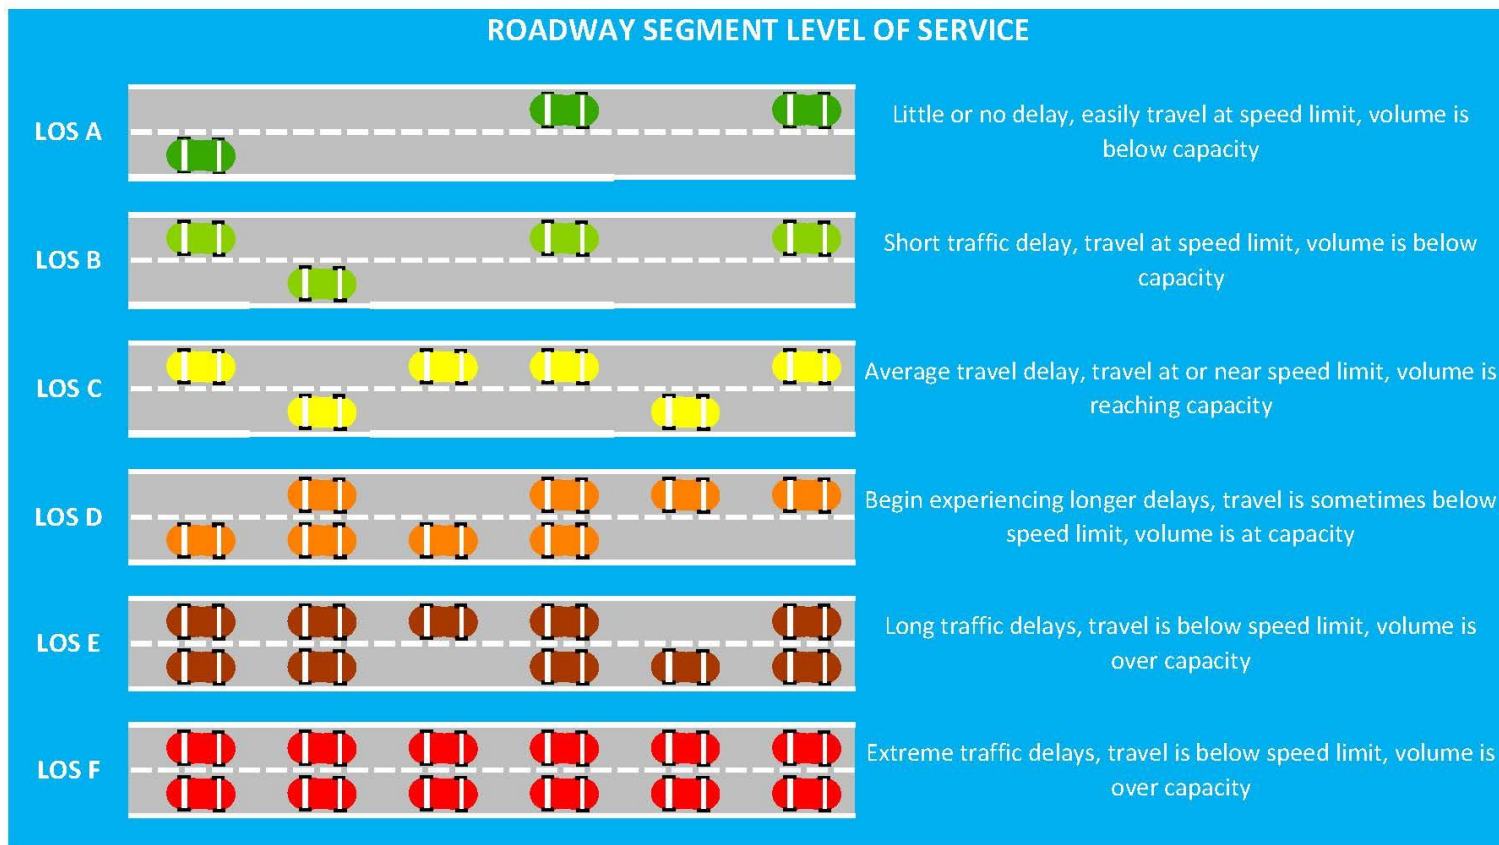 ROADWAY SEGMENT LEVEL OF SERVICE
LOS A
Little or no delay, easily travel at speed limit, volume is
below capacity
LOS B
Short traffic delay, travel at speed limit, volume is below
capacity
LOS C
Average travel delay, travel at or near speed limit, volume is
reaching capacity
LOS D
Begin experiencing longer delays, travel is sometimes below
speed limit, volume is at capacity
LOS E
Long traffic delays, travel is below speed limit, volume is
over capacity
LOS F
Extreme traffic delays, travel is below speed limit, volume is
over capacity